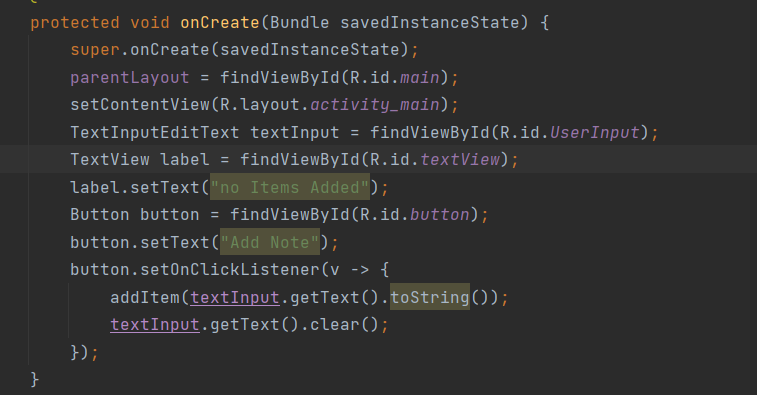 protected void onCreate(Bundle savedInstanceState) {
super.onCreate(savedInstanceState);
parentLayout = findViewById(R.id.main);
setContentView(R.layout.activity_main);
TextInputEditText textInput = findViewById(R.id.UserInput);
TextView label = findViewById(R.id.textView);
label.setText("no Items Added");
Button button = findViewById(R.id.button);
button.setText("Add Note");
button.setOnClickListener(v -> {
addItem(textInput.getText().toString());
textInput.getText().clear();
});
}